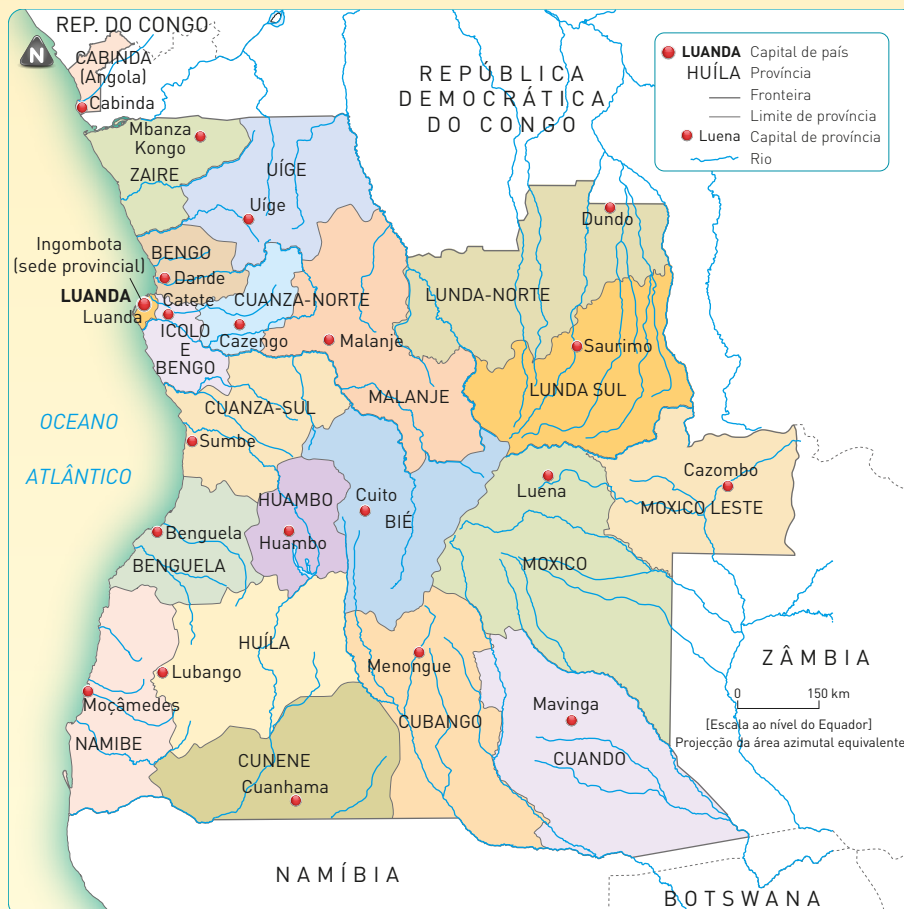 REP. DO CONGO
N
CABINDA
(Angola)
Cabinda
REPÚBLICA
DEMOCRÁTICA
DO CONGO
LUANDA Capital de país
HUÍLA Província
Fronteira
Limite de província
Luena Capital de província
Rio
Mbanza
Kongo
ZAIRE
UÍGE
Uíge
Dundo
Ingombota
(sede provincial)
BENGO
Dande
LUANDA
Luanda
Catete
CUANZA-NORTE
LUNDA-NORTE
ICOLO
E
BENGO
Cazengo
Malanje
Saurimo
MALANJE
LUNDA SUL
CUANZA-SUL
OCEANO
ATLÂNTICO
Sumbe
Cazombo
MOXICO LESTE
Luena
HUAMBO
Huambo
Cuito
BIÉ
Benguela
BENGUELA
MOXICO
HUÍLA
Lubango
Menongue
ZÂMBIA
Moçâmedes
NAMIBE
CUBANGO
Mavinga
CUANDO
0 150 km
[Escala ao nível do Equador]
Projecção da área azimutal equivalente
CUNENE
Cuanhama
NAMÍBIA
BOTSWANA